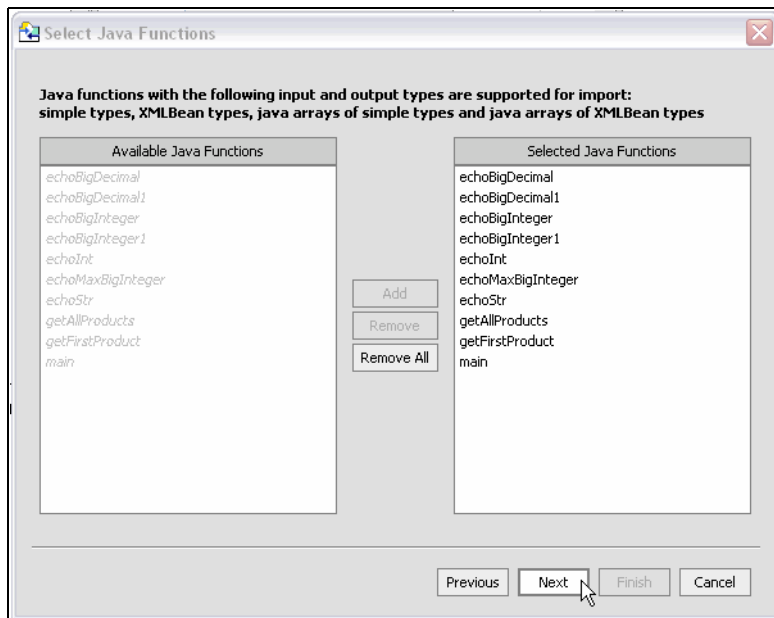 Select Java Functions
Java functions with the following input and output types are supported for import:
simple types, XMLBean types, java arrays of simple types and java arrays of XMLBean types
Available Java Functions
echoBigDecimal
echoBigDecimal1
echoBigInteger
echoBigInteger1
echoInt
echoMaxBigInteger
echoStr
getAllProducts
getFirstProduct
main
Add
Remove
Remove All
Selected Java Functions
echoBigDecimal
echoBigDecimal1
echoBigInteger
echoBigInteger1
echoInt
echoMaxBigInteger
echoStr
getAllProducts
getFirstProduct
main
Previous
Next
Finish
Cancel